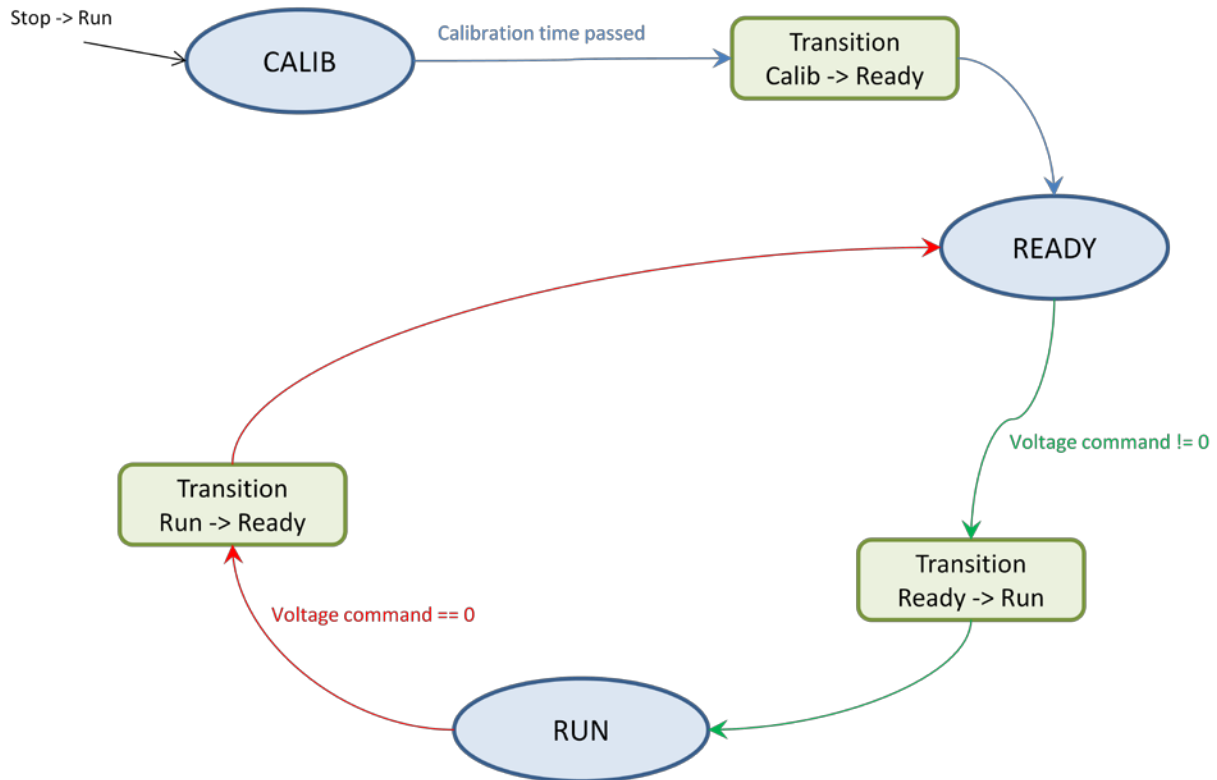 Stop -> Run
CALIB
Calibration time passed
Transition
Calib -> Ready
READY
Voltage command != 0
Transition
Ready -> Run
Transition
Run -> Ready
Voltage command == 0
RUN